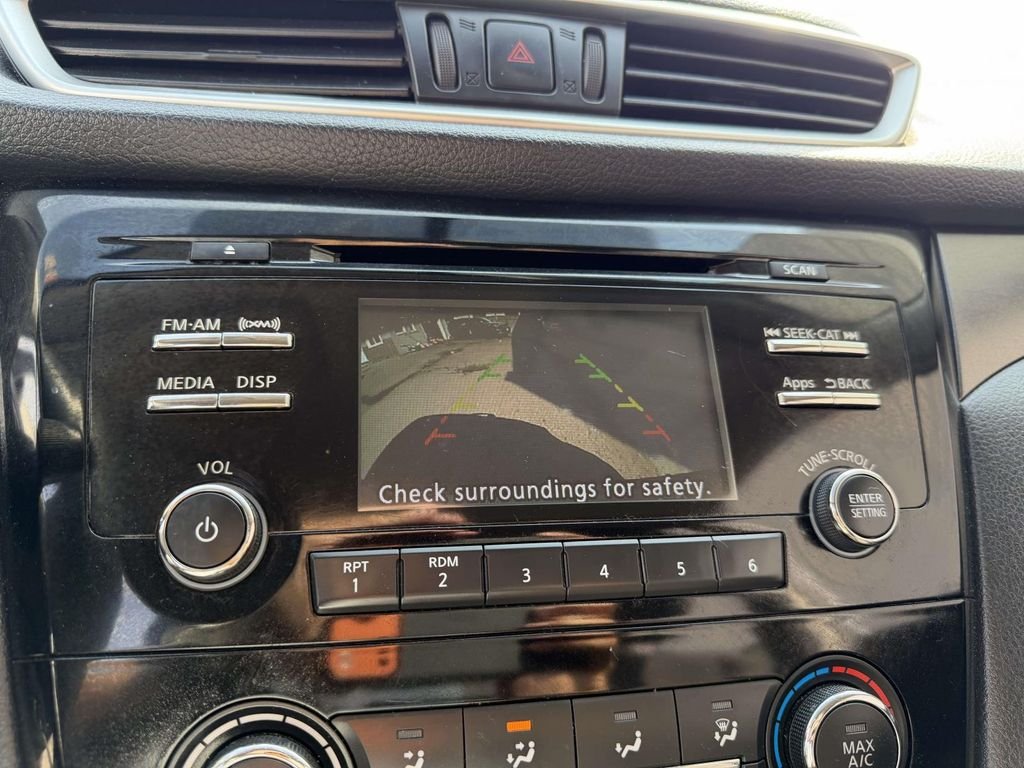 SCAN
FM·AM
((XM))
SEEK·CAT
MEDIA
DISP
Apps
BACK
VOL
TUNE·SCROLL
ENTER
SETTING
Check surroundings for safety.
RPT
1
RDM
2
3
4
5
6
MAX
A/C